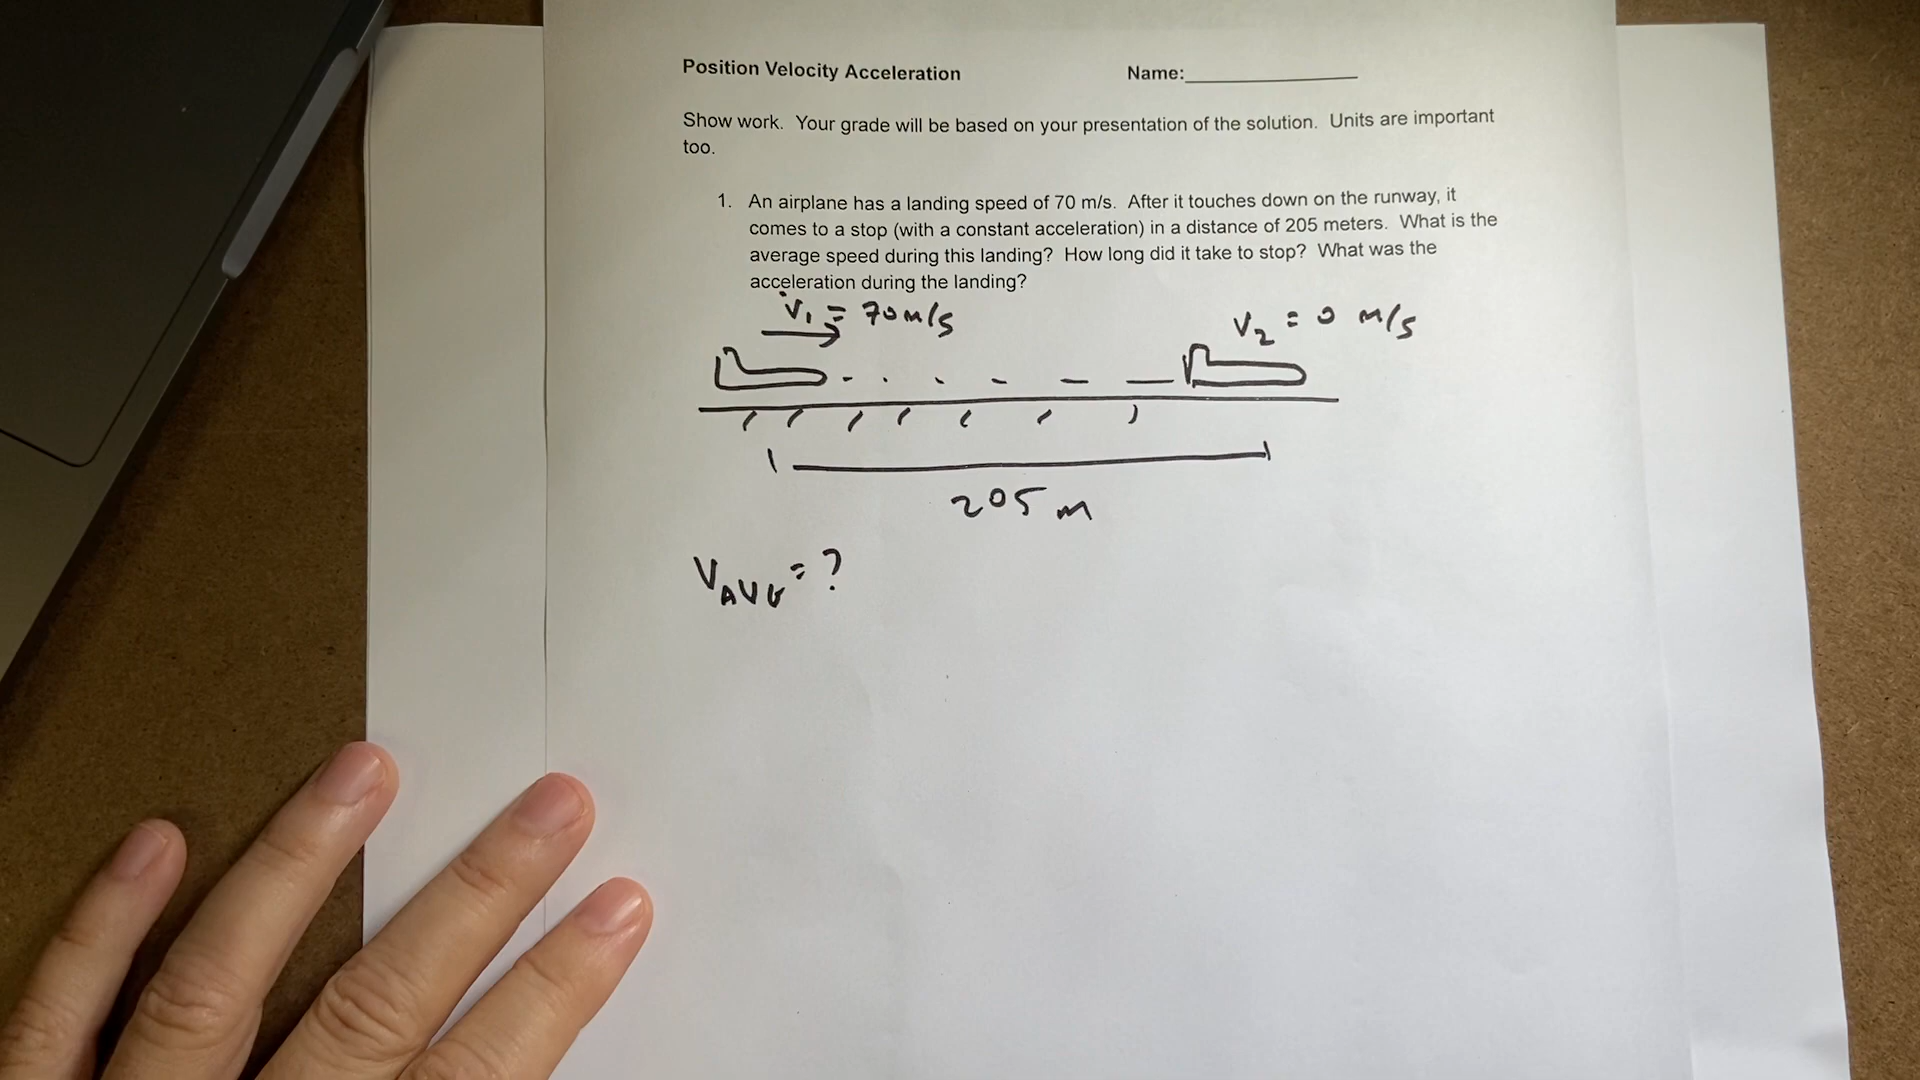 Position Velocity Acceleration Name:
Show work. Your grade will be based on your presentation of the solution. Units are important
too.
1. An airplane has a landing speed of 70 m/s. After it touches down on the runway, it
comes to a stop (with a constant acceleration) in a distance of 205 meters. What is the
average speed during this landing? How long did it take to stop? What was the
acceleration during the landing?
V₁ = 70 m/s
V₂ = 0 m/s
205 m
V_AVG = ?